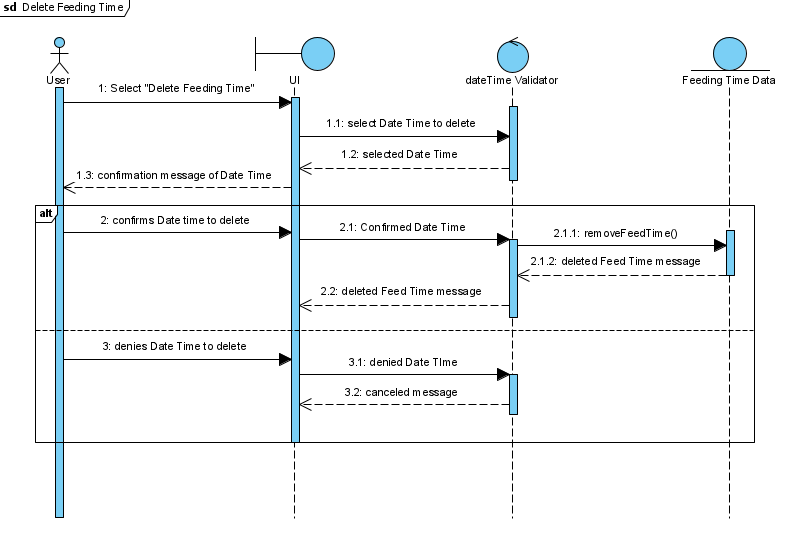 sd Delete Feeding Time
User
UI
dateTime Validator
Feeding Time Data
1: Select "Delete Feeding Time"
1.1: select Date Time to delete
1.2: selected Date Time
1.3: confirmation message of Date Time
alt
2: confirms Date time to delete
2.1: Confirmed Date Time
2.1.1: removeFeedTime()
2.1.2: deleted Feed Time message
2.2: deleted Feed Time message
3: denies Date Time to delete
3.1: denied Date TIme
3.2: canceled message